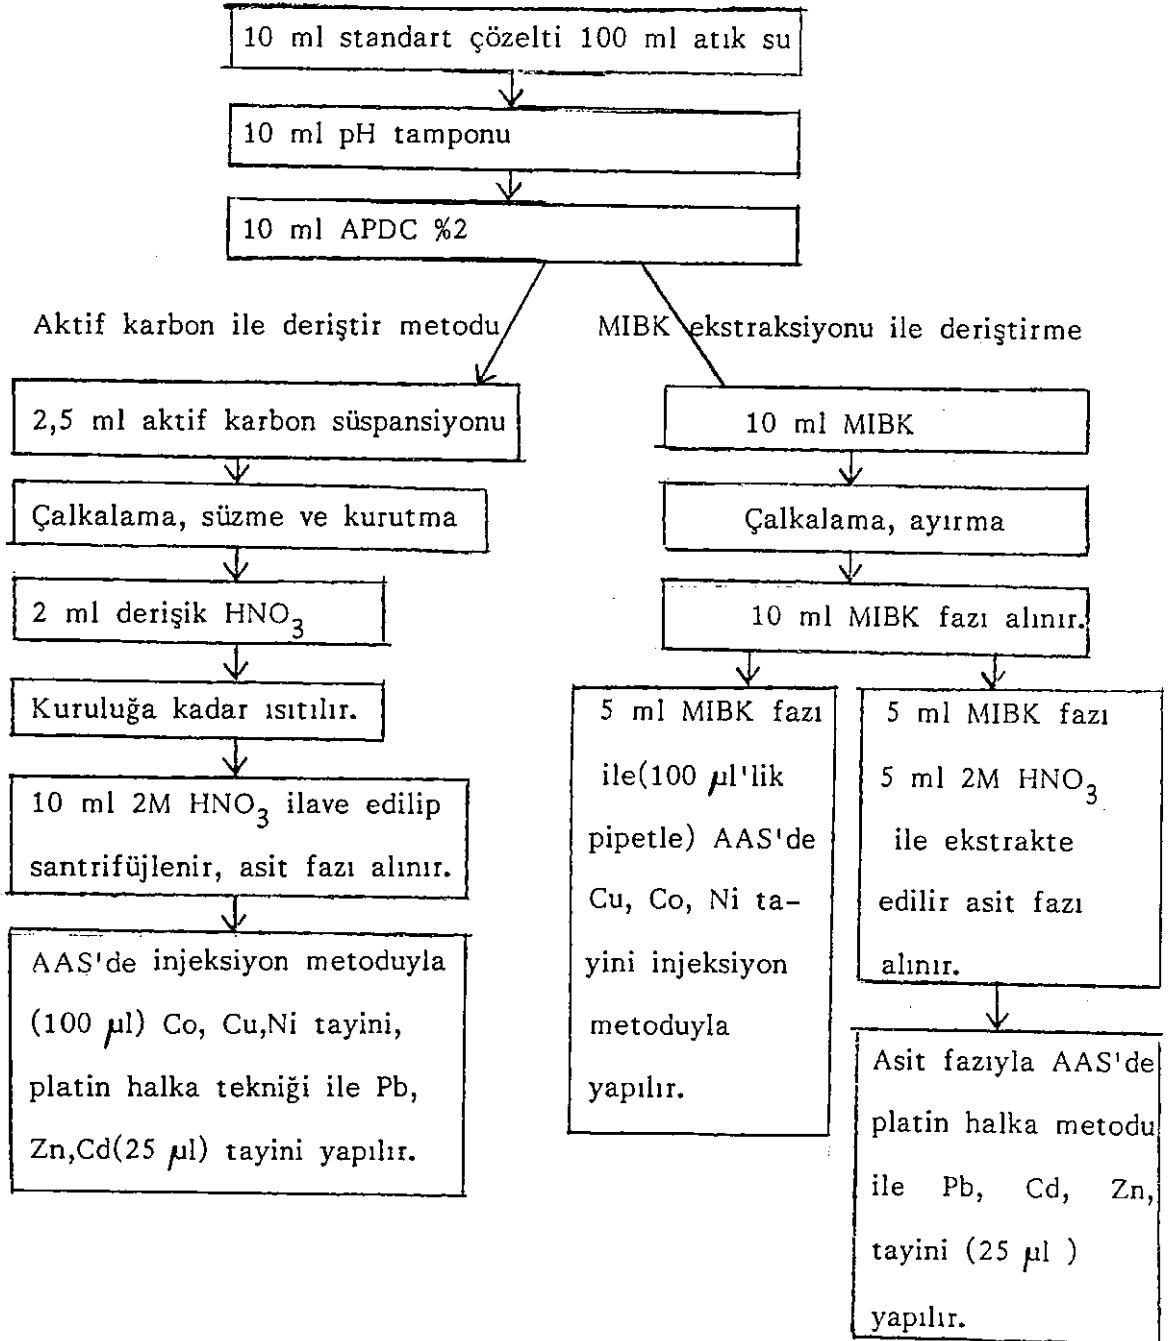 10 ml standart çözelti 100 ml atık su
10 ml pH tamponu
10 ml APDC %2
Aktif karbon ile deriştir metodu
MIBK ekstraksiyonu ile deriştirme
2,5 ml aktif karbon süspansiyonu
Çalkalama, süzme ve kurutma
2 ml derişik HNO3
Kuruluğa kadar ısıtılır.
10 ml 2M HNO3 ilave edilip
santrifüjlenir, asit fazı alınır.
AAS'de injeksiyon metoduyla
(100 µl) Co, Cu,Ni tayini,
platin halka tekniği ile Pb,
Zn,Cd(25 µl) tayini yapılır.
10 ml MIBK
Çalkalama, ayırma
10 ml MIBK fazı alınır.
5 ml MIBK fazı
ile(100 µl'lik
pipetle) AAS'de
Cu, Co, Ni ta-
yini injeksiyon
metoduyla
yapılır.
5 ml MIBK fazı
5 ml 2M HNO3
ile ekstrakte
edilir asit fazı
alınır.
Asit fazıyla AAS'de
platin halka metodu
ile Pb, Cd, Zn,
tayini (25 µl )
yapılır.